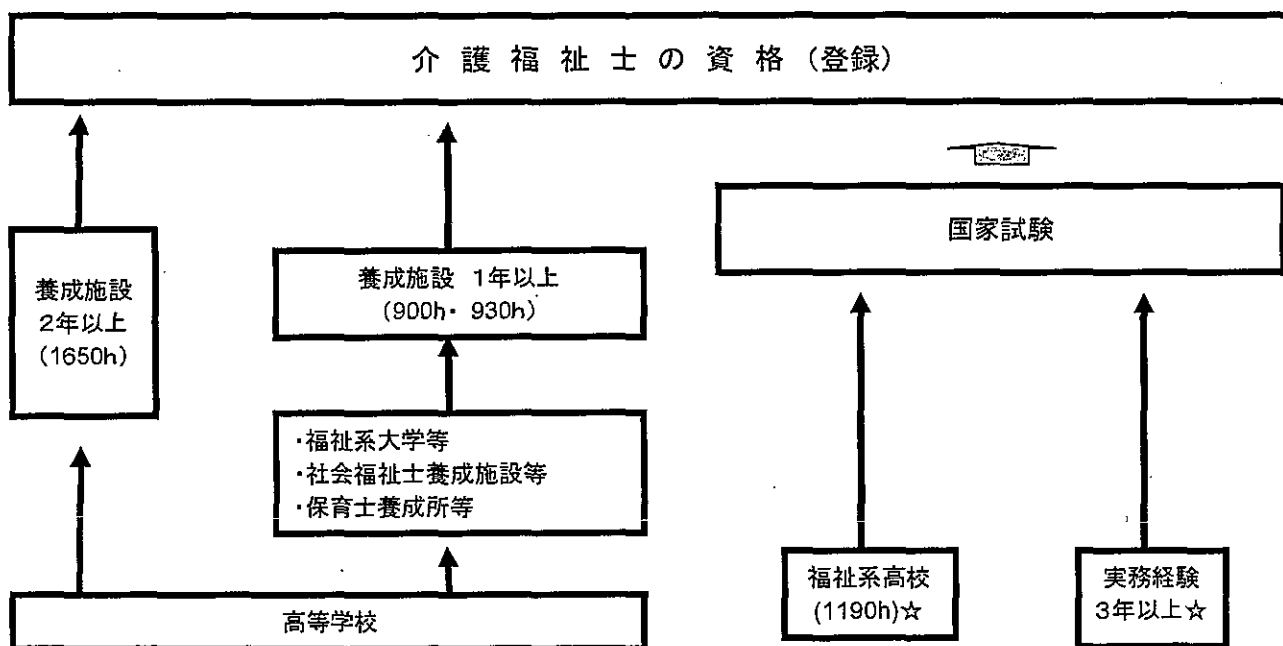 介護福祉士の資格（登録）
国家試験
養成施設
2年以上
（1650h）
養成施設 1年以上
（900h・930h）
・福祉系大学等
・社会福祉士養成施設等
・保育士養成所等
福祉系高校
(1190h)☆
実務経験
3年以上☆
高等学校